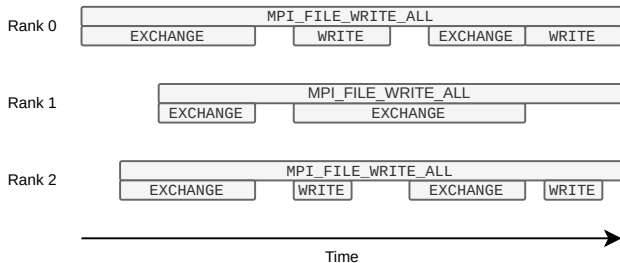 MPI_FILE_WRITE_ALL
Rank 0
EXCHANGE WRITE EXCHANGE WRITE
MPI_FILE_WRITE_ALL
Rank 1
EXCHANGE EXCHANGE
MPI_FILE_WRITE_ALL
Rank 2
EXCHANGE WRITE EXCHANGE WRITE
Time